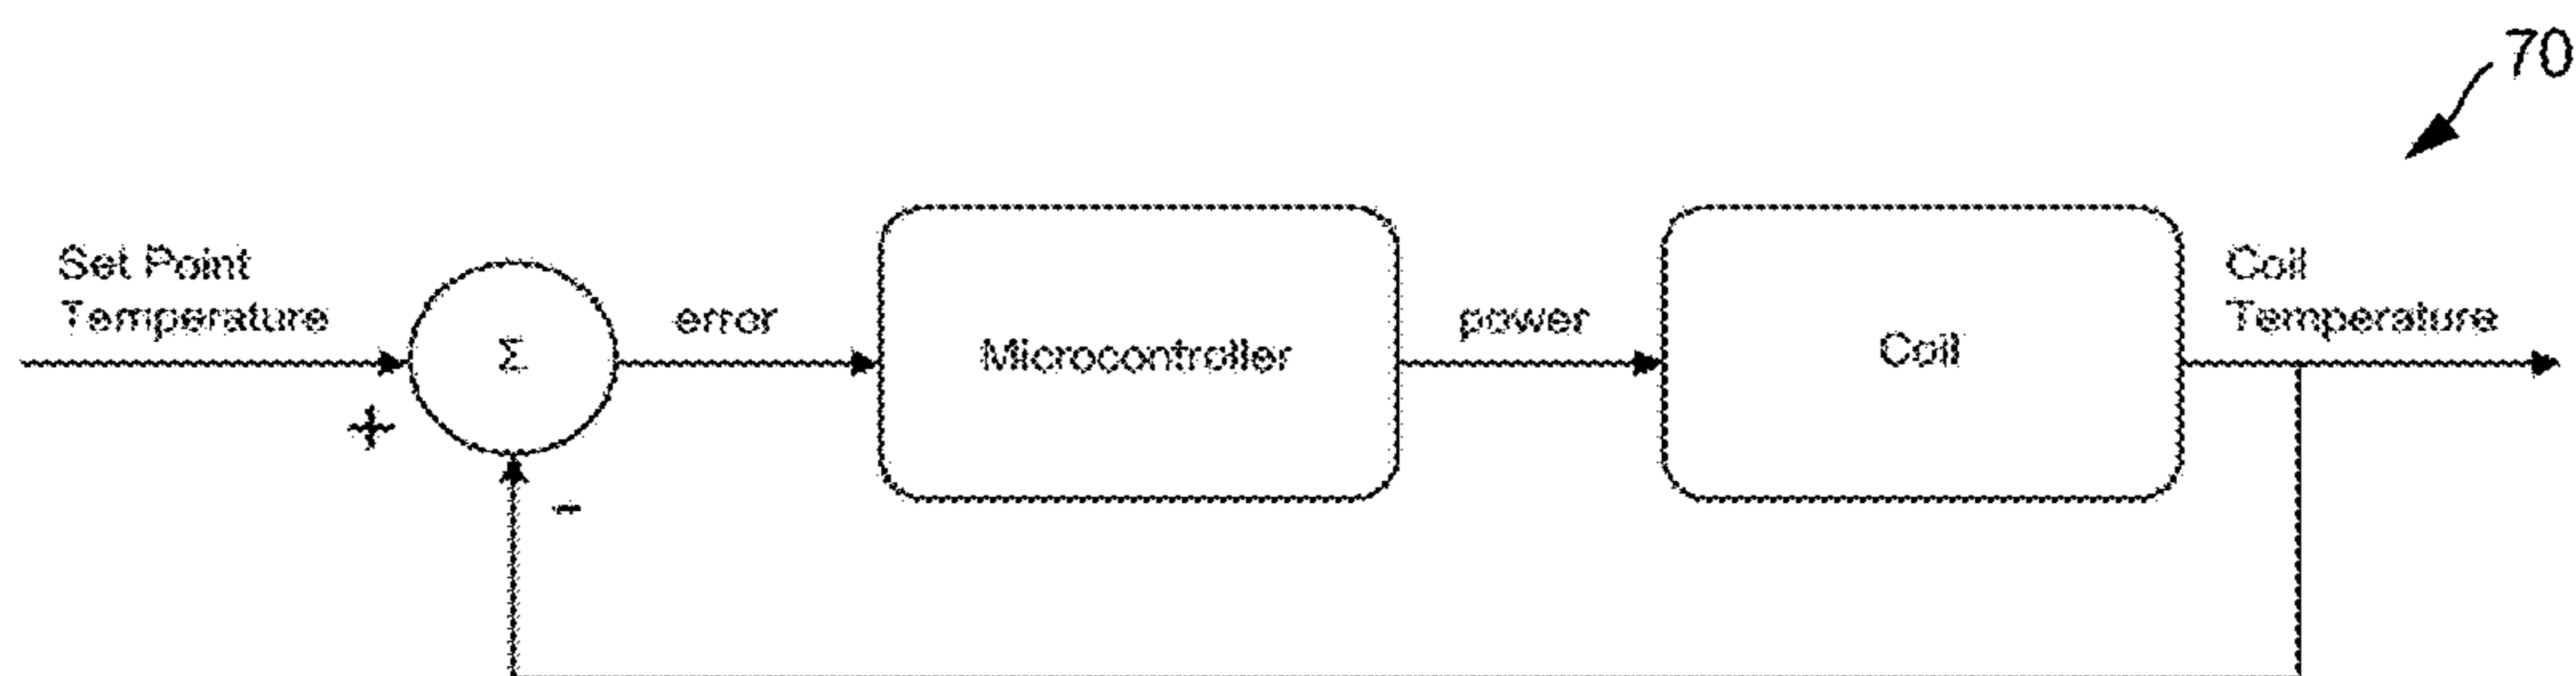 70
Set Point
Temperature
Σ
error
Microcontroller
power
Coil
Coil
Temperature
+
-